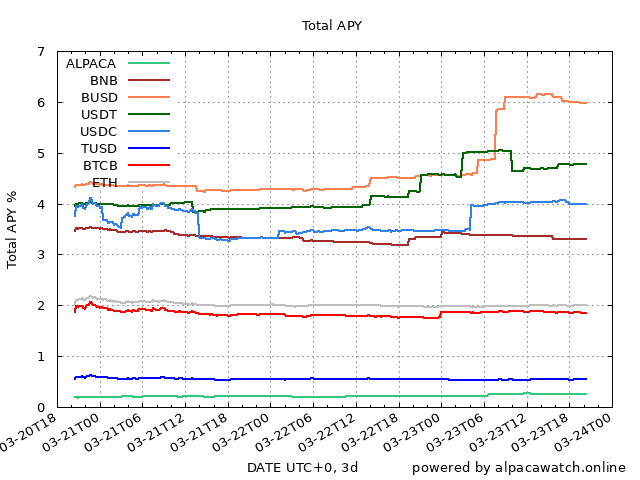 Total APY
7
6
5
4
3
2
1
0
Total APY %
ALPACA
BNB
BUSD
USDT
USDC
TUSD
BTCB
ETH
03-20T18
03-21T00
03-21T06
03-21T12
03-21T18
03-22T00
03-22T06
03-22T12
03-22T18
03-23T00
03-23T06
03-23T12
03-23T18
03-24T00
DATE UTC+0, 3d
powered by alpacawatch.online